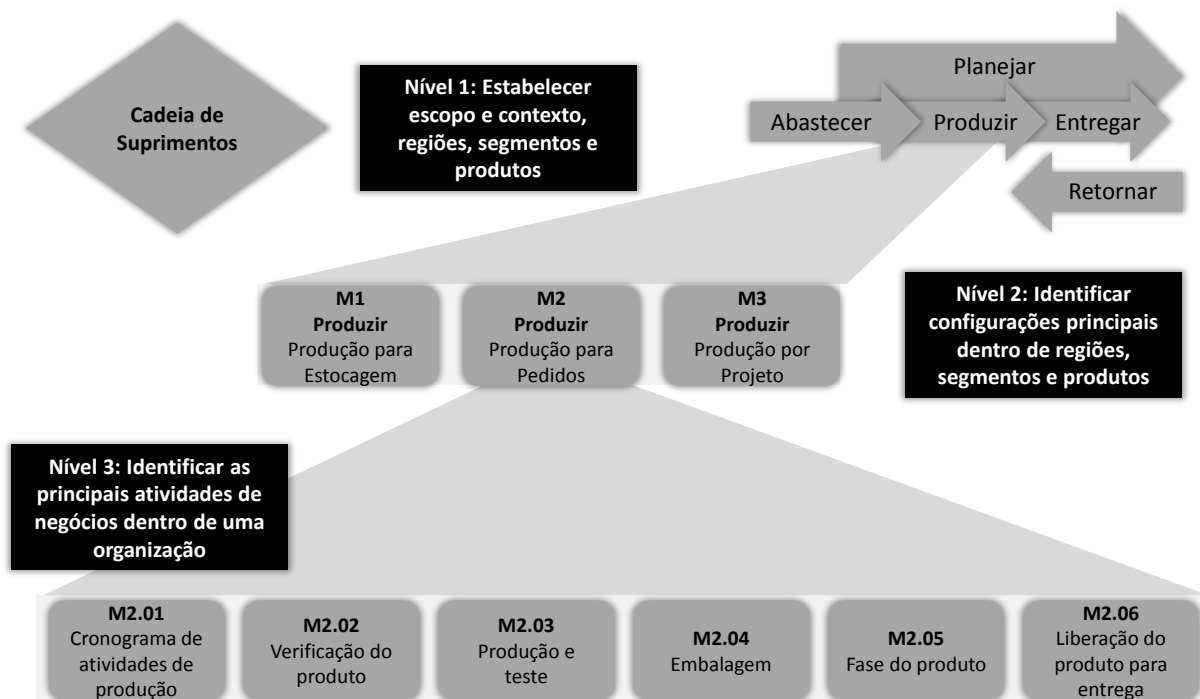 Cadeia de
Suprimentos
Nível 1: Estabelecer
escopo e contexto,
regiões, segmentos e
produtos
Planejar
Abastecer
Produzir
Entregar
Retornar
M1
Produzir
Produção para
Estocagem
M2
Produzir
Produção para
Pedidos
M3
Produzir
Produção por
Projeto
Nível 2: Identificar
configurações principais
dentro de regiões,
segmentos e produtos
Nível 3: Identificar as
principais atividades de
negócios dentro de uma
organização
M2.01
Cronograma de
atividades de
produção
M2.02
Verificação do
produto
M2.03
Produção e
teste
M2.04
Embalagem
M2.05
Fase do produto
M2.06
Liberação do
produto para
entrega